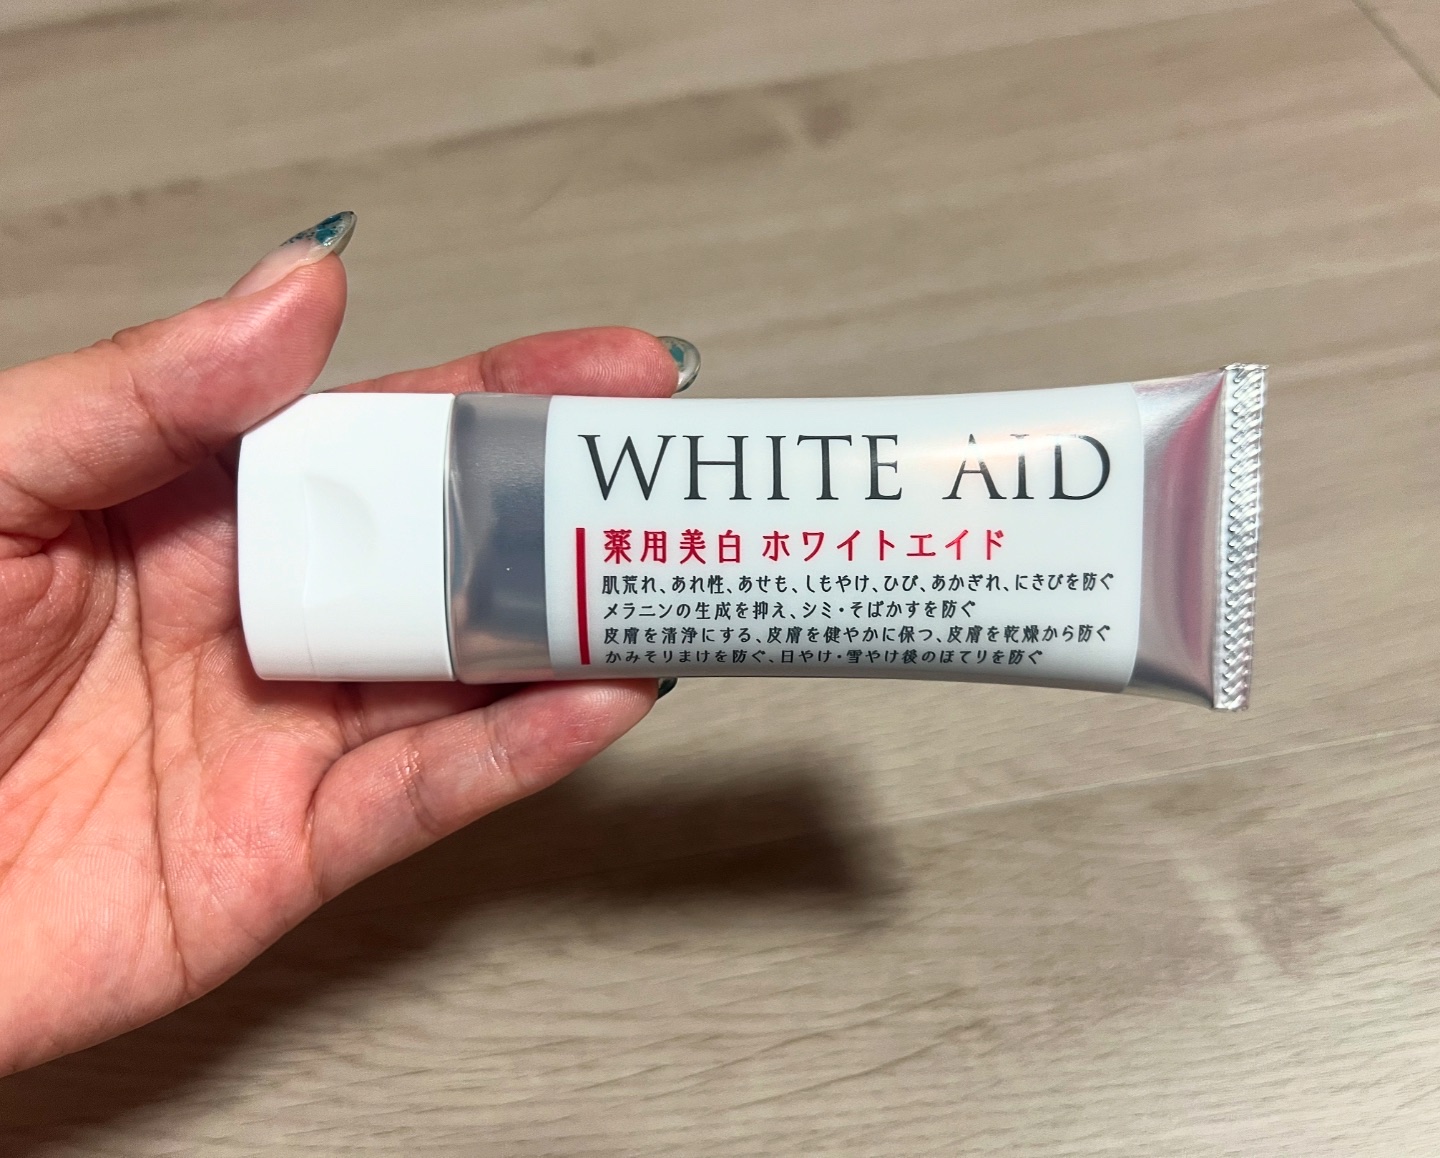 WHITE AID
薬用美白 ホワイトエイド
肌荒れ、あれ性、あせも、しもやけ、ひび、あかぎれ、にきびを防ぐ
メラニンの生成を抑え、シミ・そばかすを防ぐ
皮膚を清浄にする、皮膚を健やかに保つ、皮膚を乾燥から防ぐ
かみそりまけを防ぐ、日やけ・雪やけ後のほてりを防ぐ